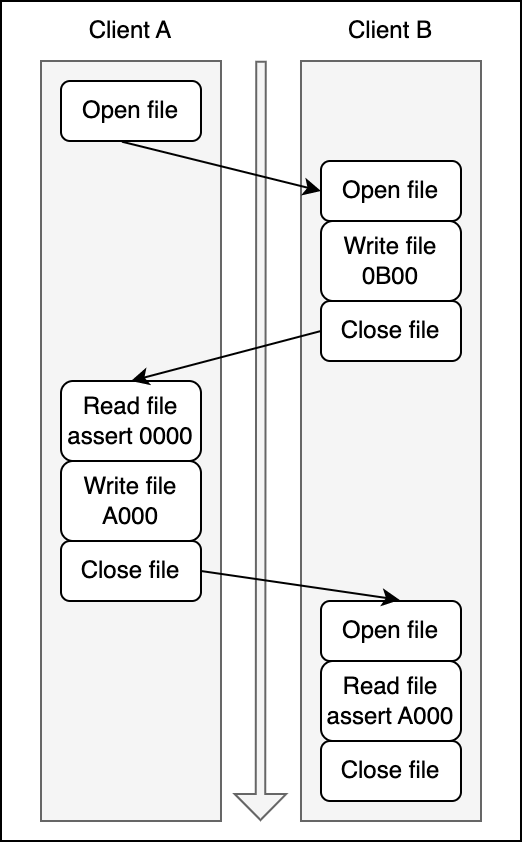 Client A
Client B
Open file
Open file
Write file
0B00
Close file
Read file
assert 0000
Write file
A000
Close file
Open file
Read file
assert A000
Close file